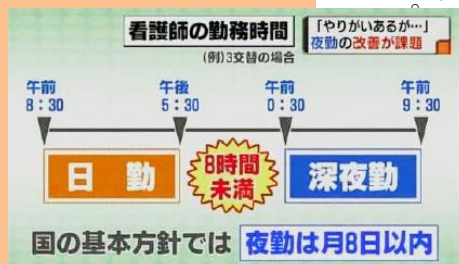 看護師の勤務時間
(例)3交替の場合
「やりがいあるが…」
夜勤の改善が課題
午前 午後 午前 午前
8:30 5:30 0:30 9:30
日勤 8時間未満 深夜勤
国の基本方針では 夜勤は月8日以内